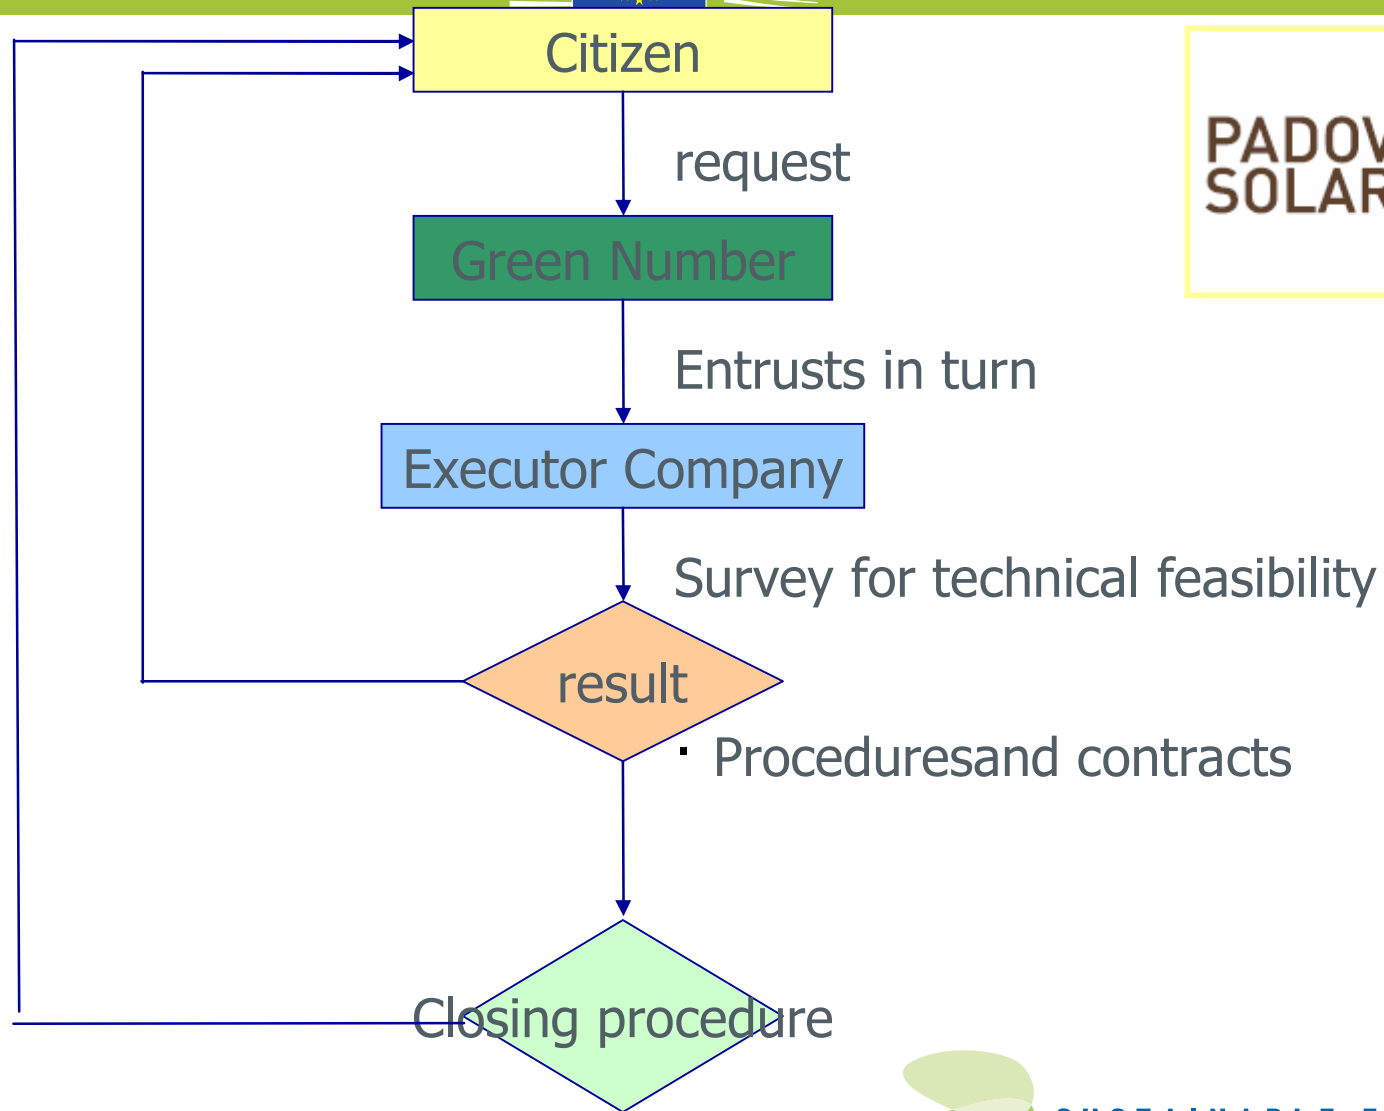 Citizen
PADOV
SOLAR
request
Green Number
Entrusts in turn
Executor Company
Survey for technical feasibility
result
▪ Proceduresand contracts
Closing procedure